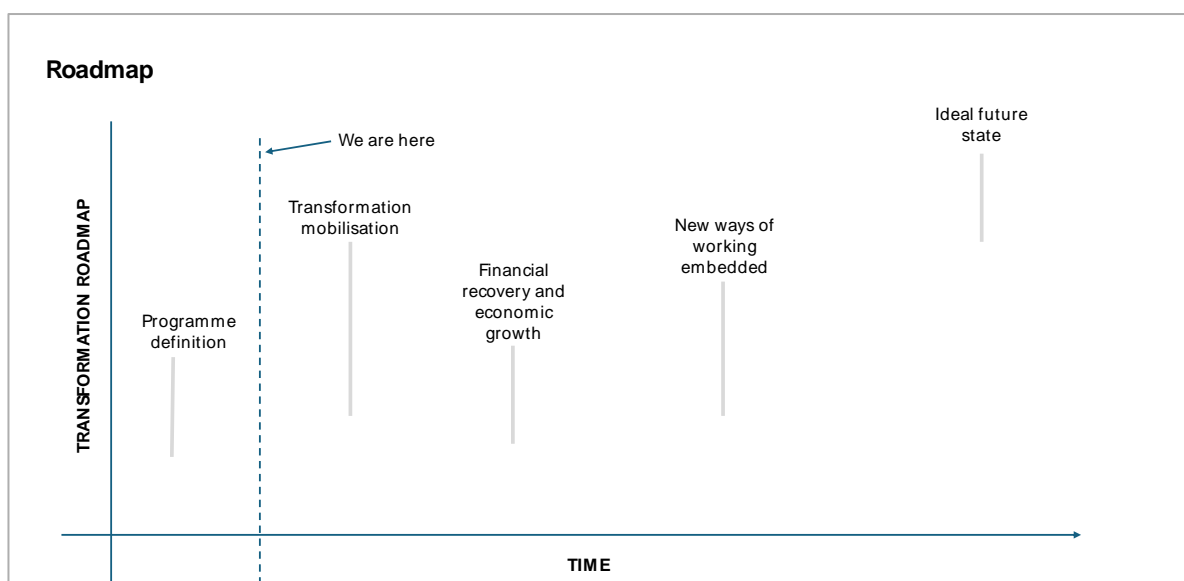 Roadmap
We are here
Ideal future
state
Transformation
mobilisation
New ways of
working
embedded
Financial
recovery and
economic
growth
Programme
definition
TRANSFORMATION ROADMAP
TIME